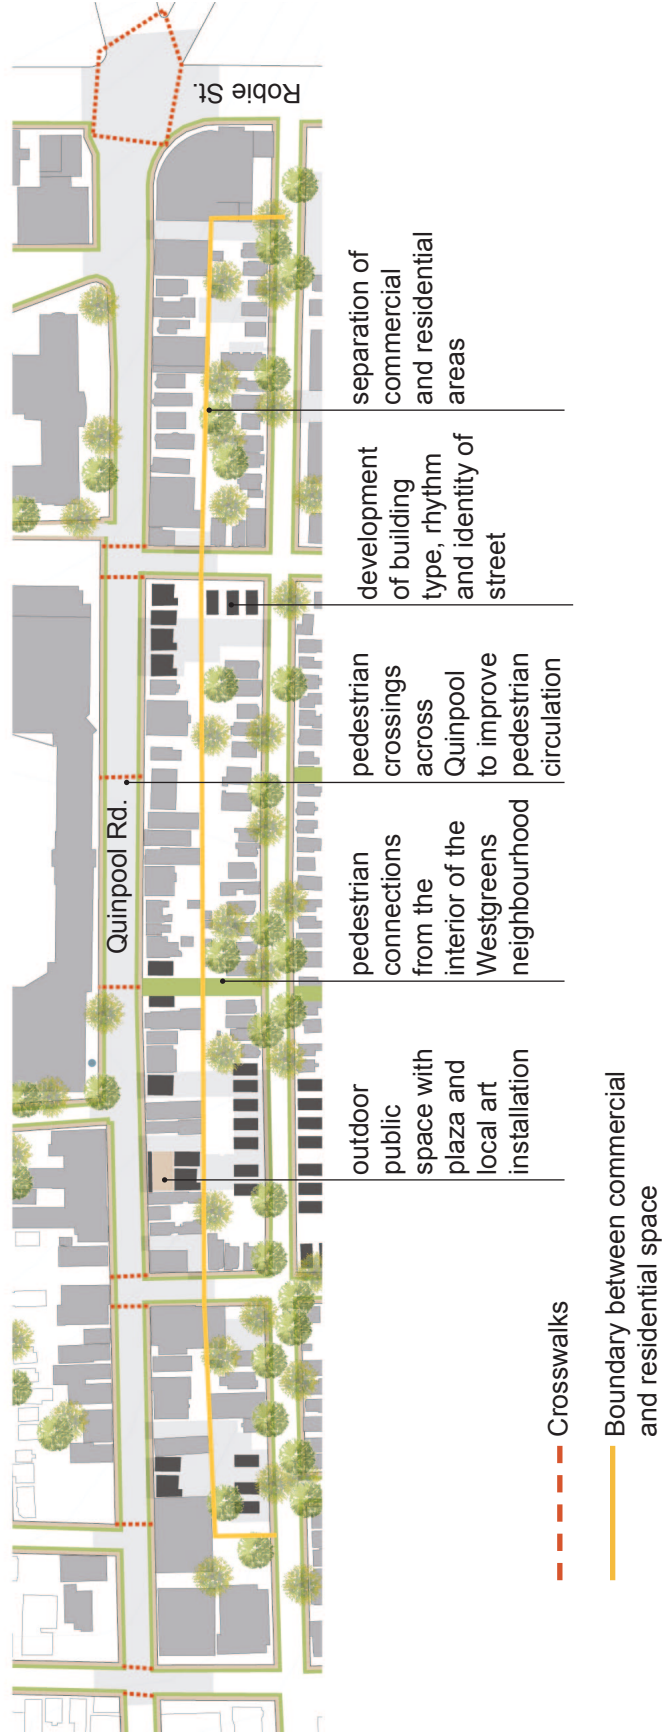 Robie St.
Quinpool Rd.
outdoor
public
space with
plaza and
local art
installation
pedestrian
connections
from the
interior of the
Westgreens
neighbourhood
pedestrian
crossings
across
Quinpool
to improve
pedestrian
circulation
development
of building
type, rhythm
and identity of
street
separation of
commercial
and residential
areas
Crosswalks
Boundary between commercial
and residential space